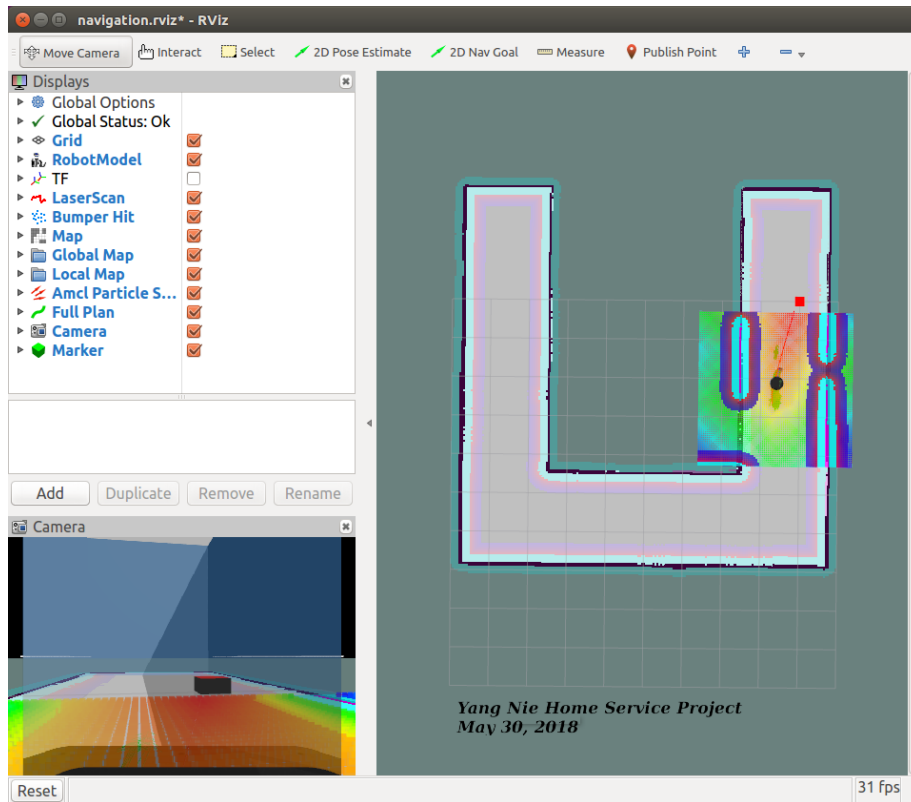 navigation.rviz* - RViz
Move Camera Interact Select 2D Pose Estimate 2D Nav Goal Measure Publish Point
Displays
Global Options
Global Status: Ok
Grid
RobotModel
TF
LaserScan
Bumper Hit
Map
Global Map
Local Map
Amcl Particle S...
Full Plan
Camera
Marker
Add Duplicate Remove Rename
Camera
Yang Nie Home Service Project
May 30, 2018
Reset
31 fps